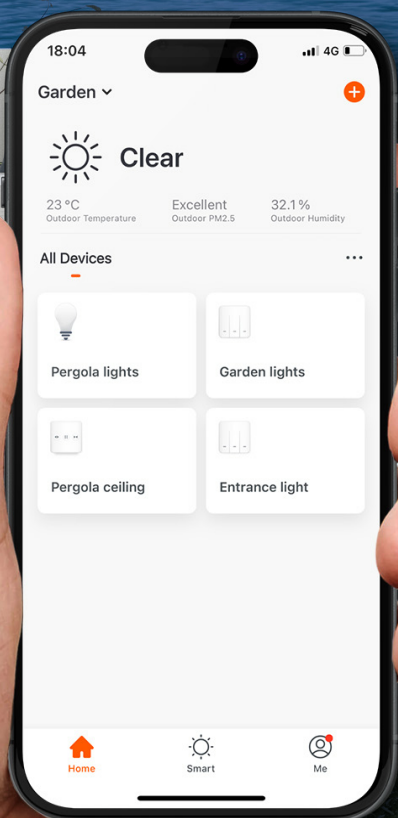 18:04
4G
Garden
Clear
23 °C
Excellent
32.1 %
Outdoor Temperature
Outdoor PM2.5
Outdoor Humidity
All Devices
Pergola lights
Garden lights
Pergola ceiling
Entrance light
Home
Smart
Me